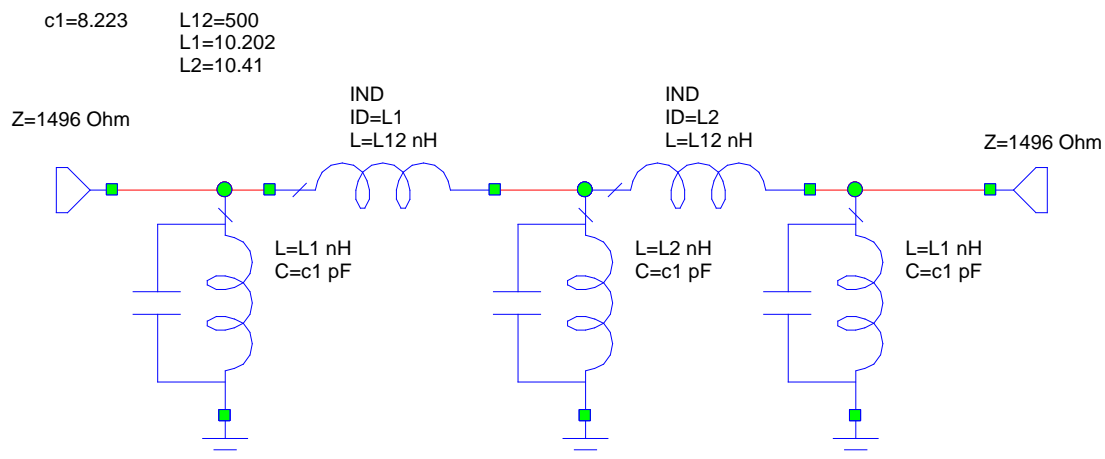 c1=8.223
L12=500
L1=10.202
L2=10.41
Z=1496 Ohm
IND
ID=L1
L=L12 nH
IND
ID=L2
L=L12 nH
Z=1496 Ohm
L=L1 nH
C=c1 pF
L=L2 nH
C=c1 pF
L=L1 nH
C=c1 pF